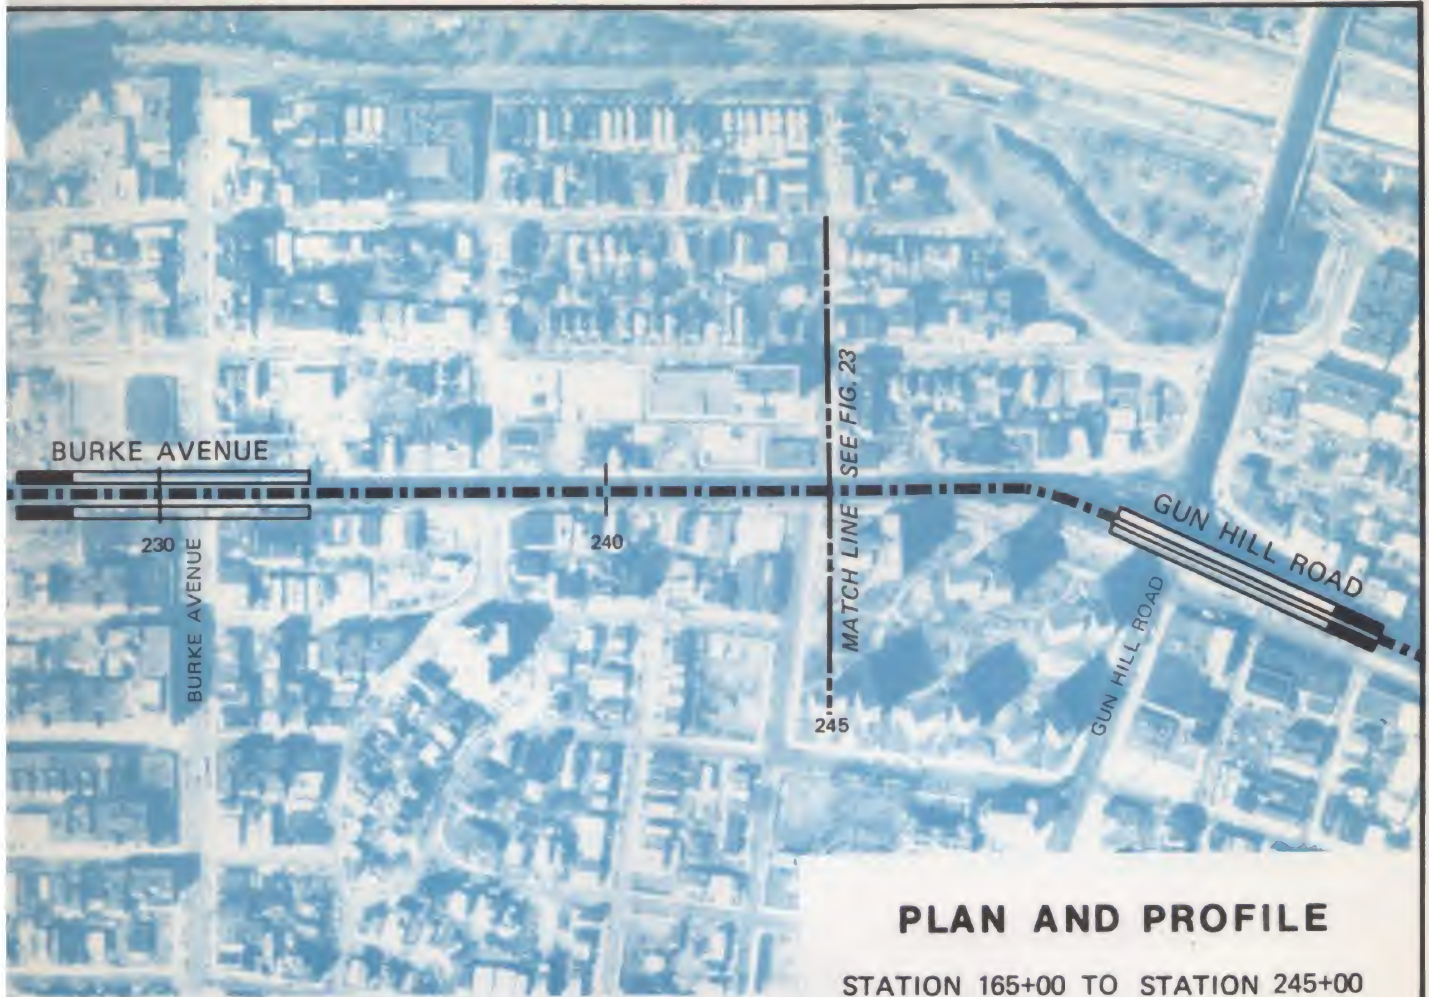 BURKE AVENUE
230
BURKE AVENUE
240
MATCH LINE SEE FIG. 23
245
GUN HILL ROAD
GUN HILL ROAD
PLAN AND PROFILE
STATION 165+00 TO STATION 245+00